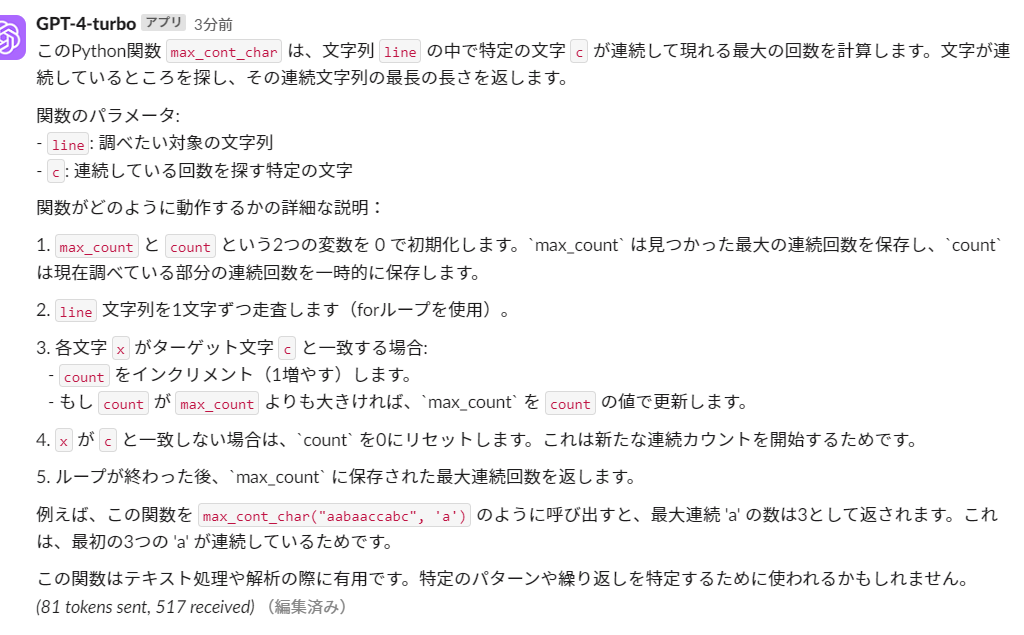 GPT-4-turbo アプリ 3分前
このPython関数 max_cont_char は、文字列 line の中で特定の文字 c が連続して現れる最大の回数を計算します。文字が連
続しているところを探し、その連続文字列の最長の長さを返します。
関数のパラメータ:
- line: 調べたい対象の文字列
- c: 連続している回数を探す特定の文字
関数がどのように動作するかの詳細な説明：
1. max_count と count という2つの変数を 0 で初期化します。`max_count` は見つかった最大の連続回数を保存し、`count`
は現在調べている部分の連続回数を一時的に保存します。
2. line 文字列を1文字ずつ走査します（forループを使用）。
3. 各文字 x がターゲット文字 c と一致する場合:
- count をインクリメント（1増やす）します。
- もし count が max_count よりも大きければ、`max_count` を count の値で更新します。
4. x が c と一致しない場合は、`count` を0にリセットします。これは新たな連続カウントを開始するためです。
5. ループが終わった後、`max_count` に保存された最大連続回数を返します。
例えば、この関数を max_cont_char("aabaaccabc", 'a') のように呼び出すと、最大連続 'a' の数は3として返されます。これ
は、最初の3つの 'a' が連続しているためです。
この関数はテキスト処理や解析の際に有用です。特定のパターンや繰り返しを特定するために使われるかもしれません。
(81 tokens sent, 517 received) （編集済み）